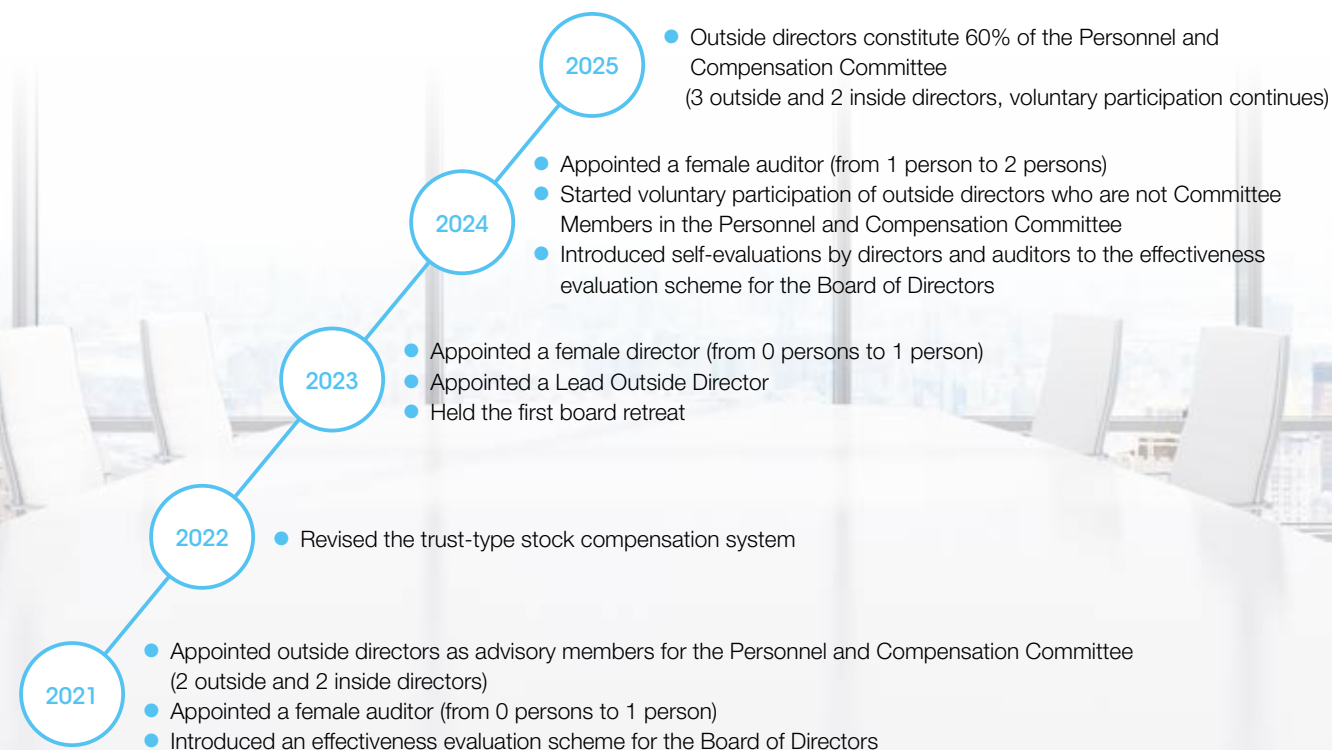 2025
● Outside directors constitute 60% of the Personnel and
Compensation Committee
(3 outside and 2 inside directors, voluntary participation continues)
2024
● Appointed a female auditor (from 1 person to 2 persons)
● Started voluntary participation of outside directors who are not Committee
Members in the Personnel and Compensation Committee
● Introduced self-evaluations by directors and auditors to the effectiveness
evaluation scheme for the Board of Directors
2023
● Appointed a female director (from 0 persons to 1 person)
● Appointed a Lead Outside Director
● Held the first board retreat
2022
● Revised the trust-type stock compensation system
2021
● Appointed outside directors as advisory members for the Personnel and Compensation Committee
(2 outside and 2 inside directors)
● Appointed a female auditor (from 0 persons to 1 person)
● Introduced an effectiveness evaluation scheme for the Board of Directors